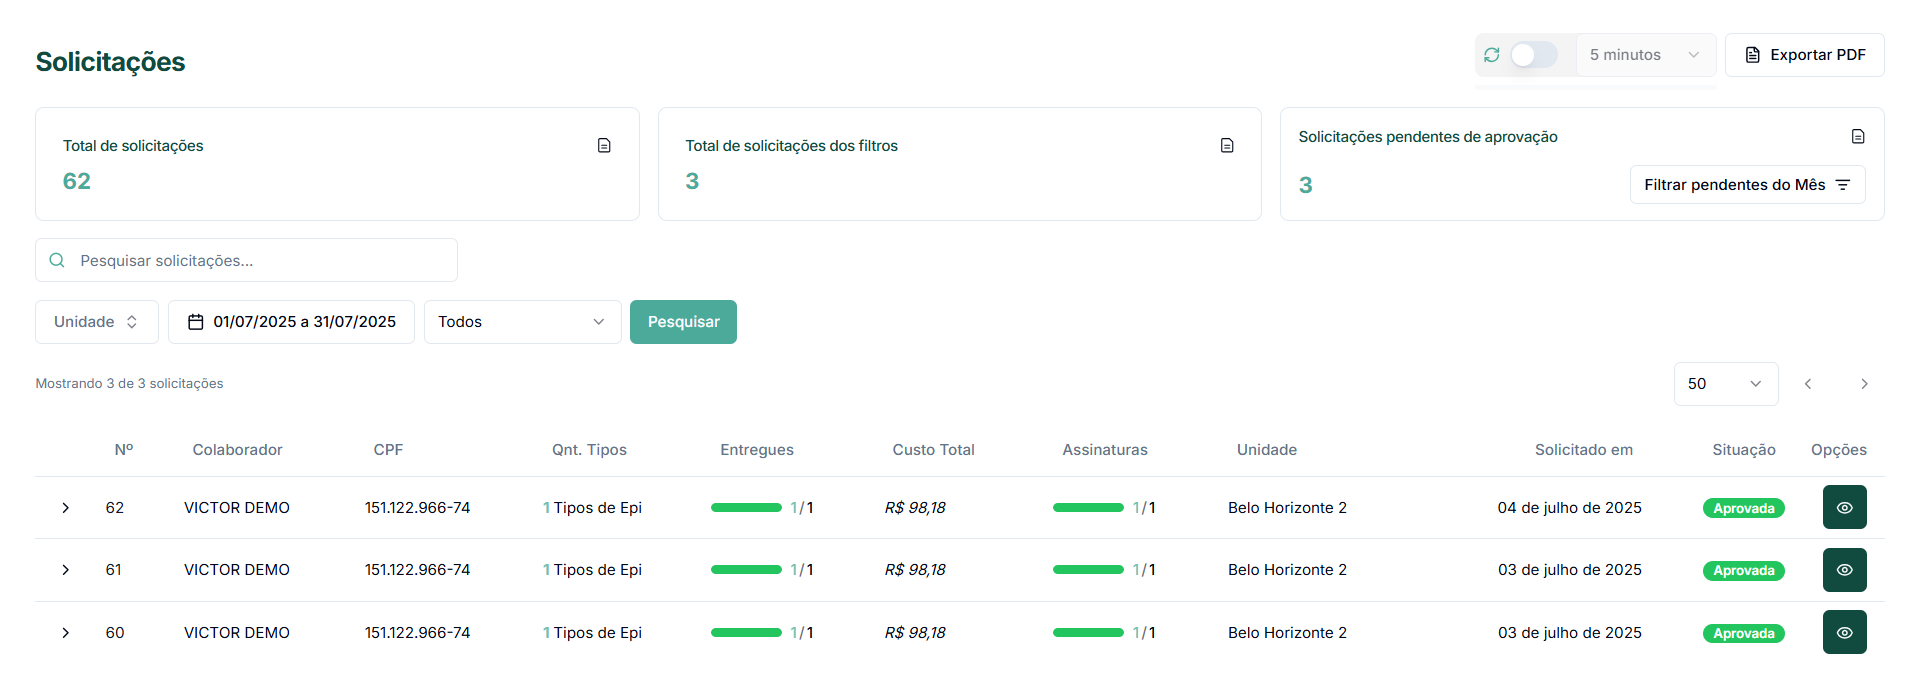 Solicitações
5 minutos
Exportar PDF
Total de solicitações
62
Total de solicitações dos filtros
3
Solicitações pendentes de aprovação
3
Filtrar pendentes do Mês
Pesquisar solicitações...
Unidade
01/07/2025 a 31/07/2025
Todos
Pesquisar
Mostrando 3 de 3 solicitações
50
Nº Colaborador CPF Qnt. Tipos Entregues Custo Total Assinaturas Unidade Solicitado em Situação Opções
62 VICTOR DEMO 151.122.966-74 1 Tipos de Epi 1/1 R$ 98,18 1/1 Belo Horizonte 2 04 de julho de 2025 Aprovada
61 VICTOR DEMO 151.122.966-74 1 Tipos de Epi 1/1 R$ 98,18 1/1 Belo Horizonte 2 03 de julho de 2025 Aprovada
60 VICTOR DEMO 151.122.966-74 1 Tipos de Epi 1/1 R$ 98,18 1/1 Belo Horizonte 2 03 de julho de 2025 Aprovada